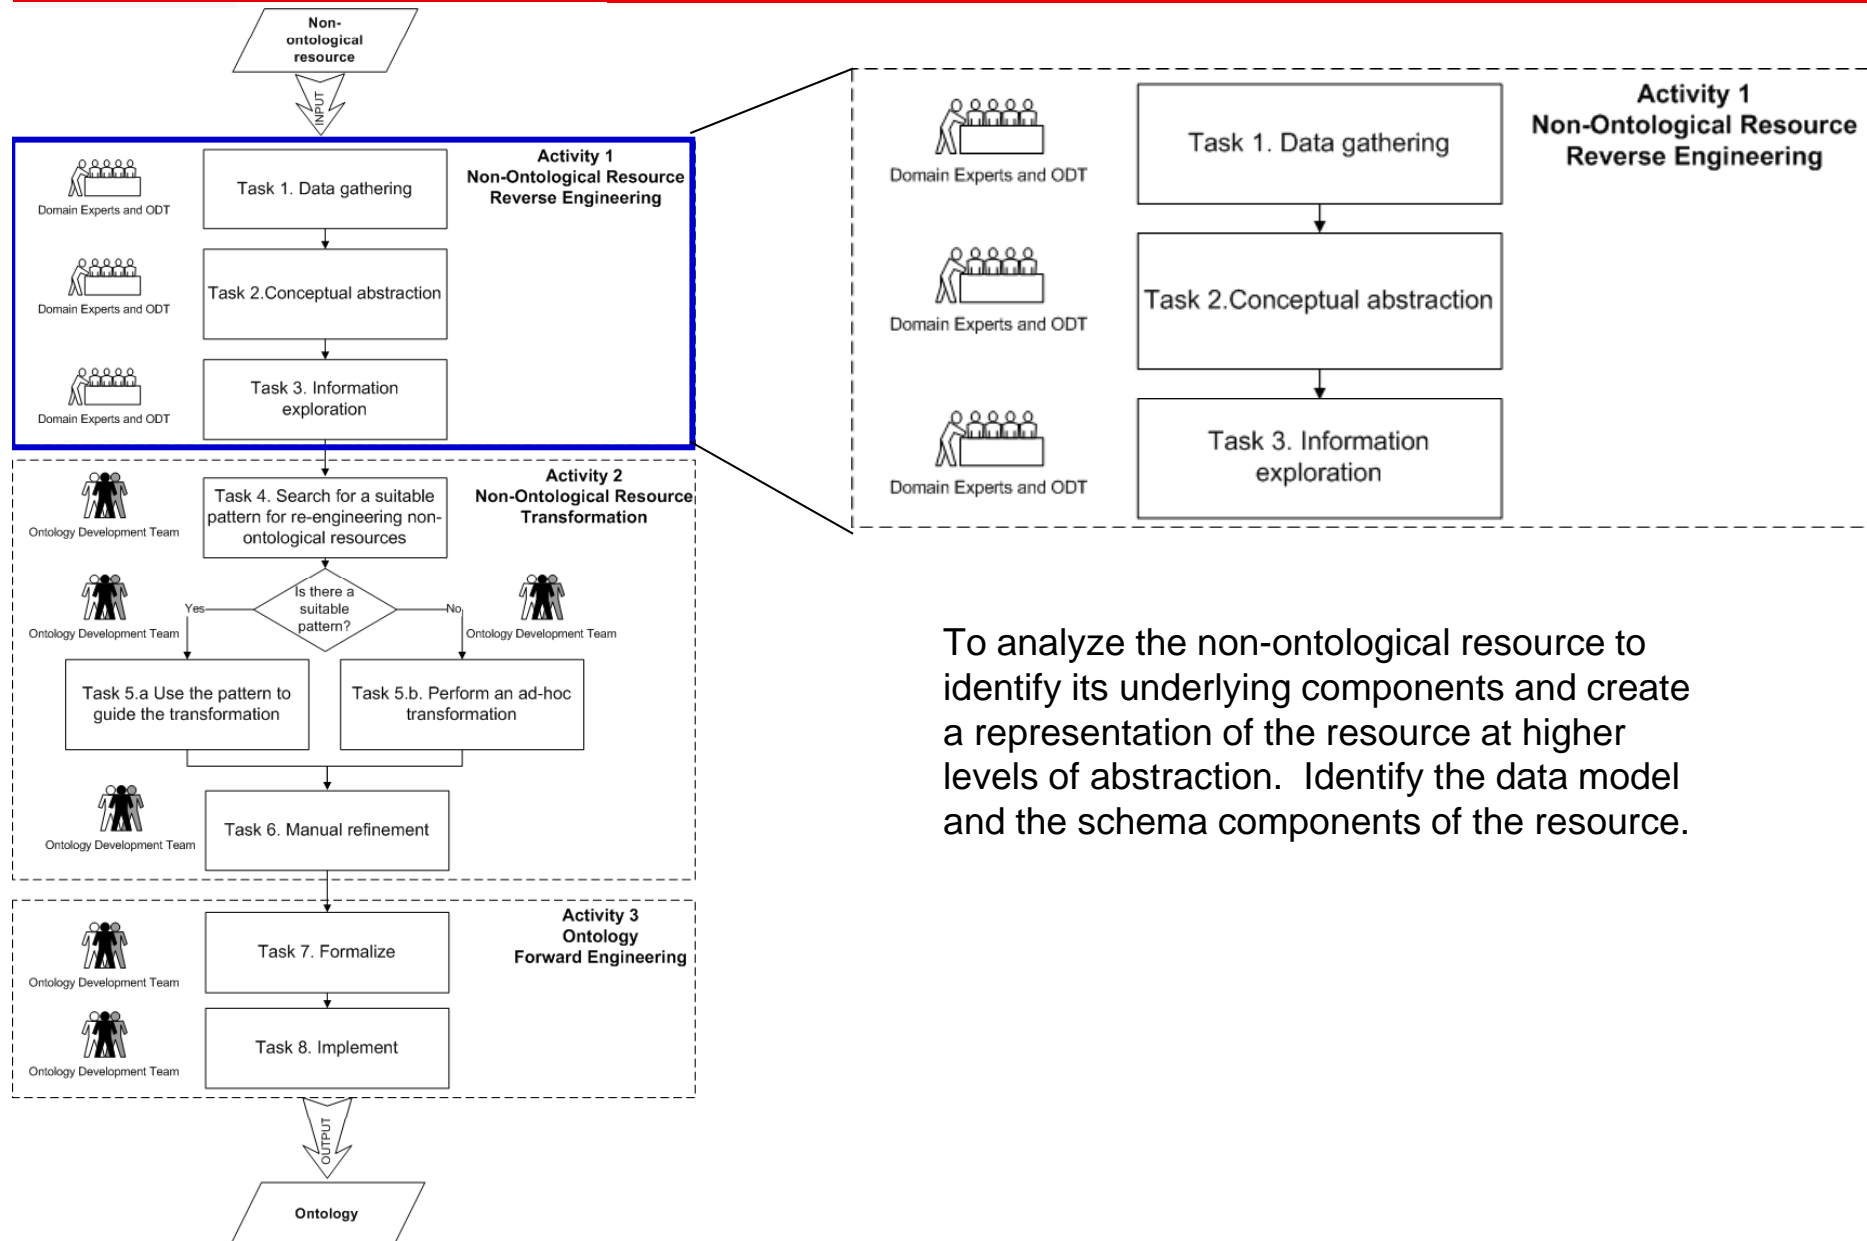 Non-
ontological
resource
INPUT
Activity 1
Non-Ontological Resource
Reverse Engineering
Task 1. Data gathering
Domain Experts and ODT
Task 2.Conceptual abstraction
Domain Experts and ODT
Task 3. Information
exploration
Domain Experts and ODT
Activity 2
Non-Ontological Resource
Transformation
Task 4. Search for a suitable
pattern for re-engineering non-
ontological resources
Ontology Development Team
Is there a
suitable
pattern?
Yes
No
Ontology Development Team
Ontology Development Team
Task 5.a Use the pattern to
guide the transformation
Task 5.b. Perform an ad-hoc
transformation
Task 6. Manual refinement
Ontology Development Team
Activity 3
Ontology
Forward Engineering
Task 7. Formalize
Ontology Development Team
Task 8. Implement
Ontology Development Team
OUTPUT
Ontology
Activity 1
Non-Ontological Resource
Reverse Engineering
Task 1. Data gathering
Domain Experts and ODT
Task 2.Conceptual abstraction
Domain Experts and ODT
Task 3. Information
exploration
Domain Experts and ODT
To analyze the non-ontological resource to
identify its underlying components and create
a representation of the resource at higher
levels of abstraction.  Identify the data model
and the schema components of the resource.